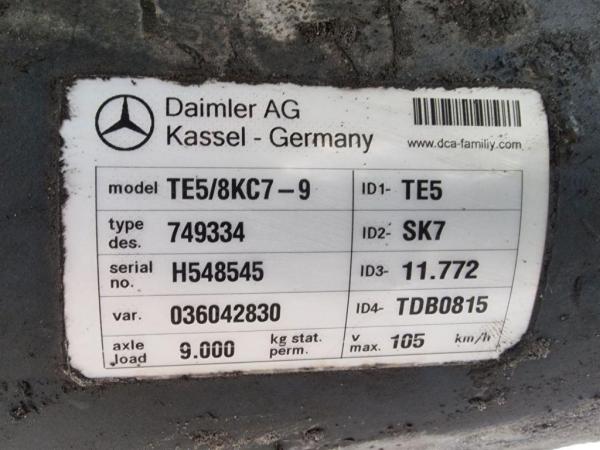 Daimler AG
Kassel - Germany
www.dca-familiy.com
model TE5/8KC7-9 ID1- TE5
type des. 749334 ID2- SK7
serial no. H548545 ID3- 11.772
var. 036042830 ID4- TDB0815
axle load 9.000 kg stat. perm. v max. 105 km/h